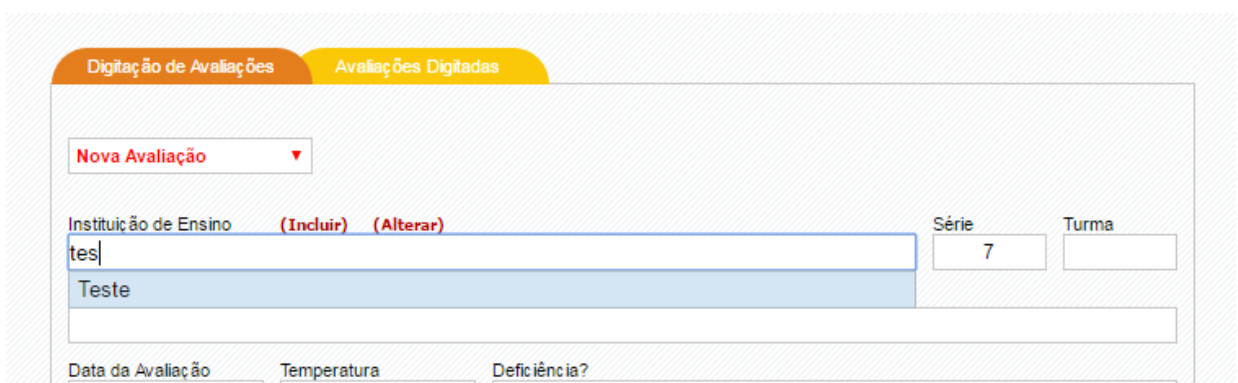 Digitação de Avaliações Avaliações Digitadas
Nova Avaliação
Instituição de Ensino (Incluir) (Alterar) Série Turma
tes 7
Teste
Data da Avaliação Temperatura Deficiência?